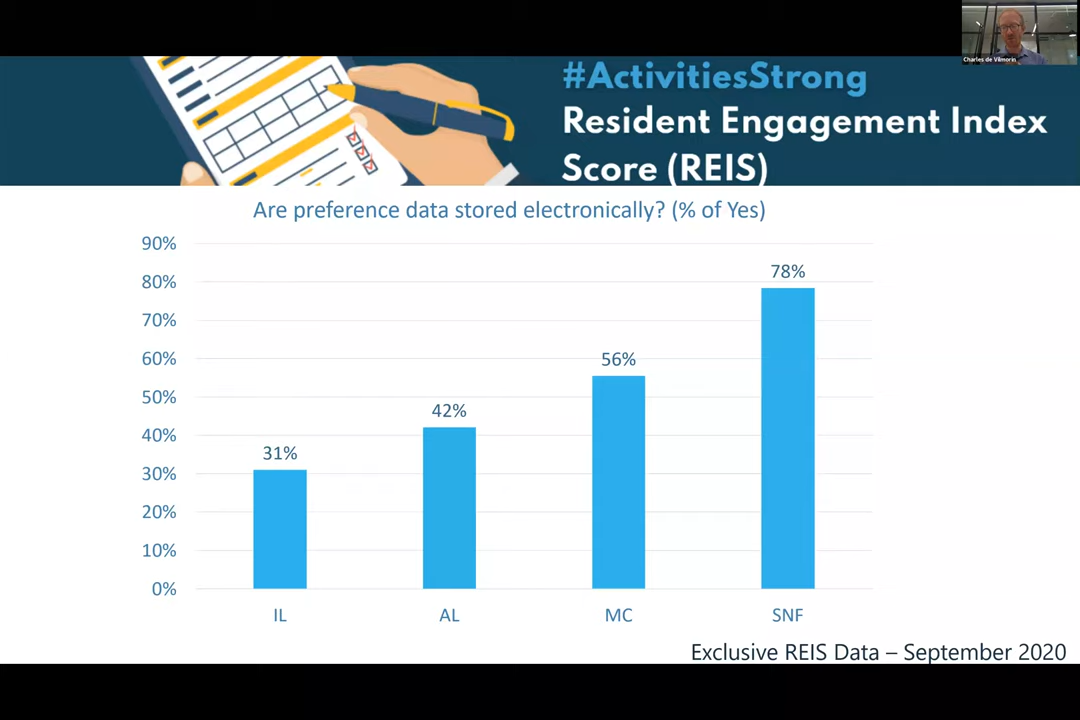 Charles de Vilmorin
#ActivitiesStrong
Resident Engagement Index
Score (REIS)
Are preference data stored electronically? (% of Yes)
90%
80%
70%
60%
50%
40%
30%
20%
10%
0%
31%
42%
56%
78%
IL
AL
MC
SNF
Exclusive REIS Data – September 2020